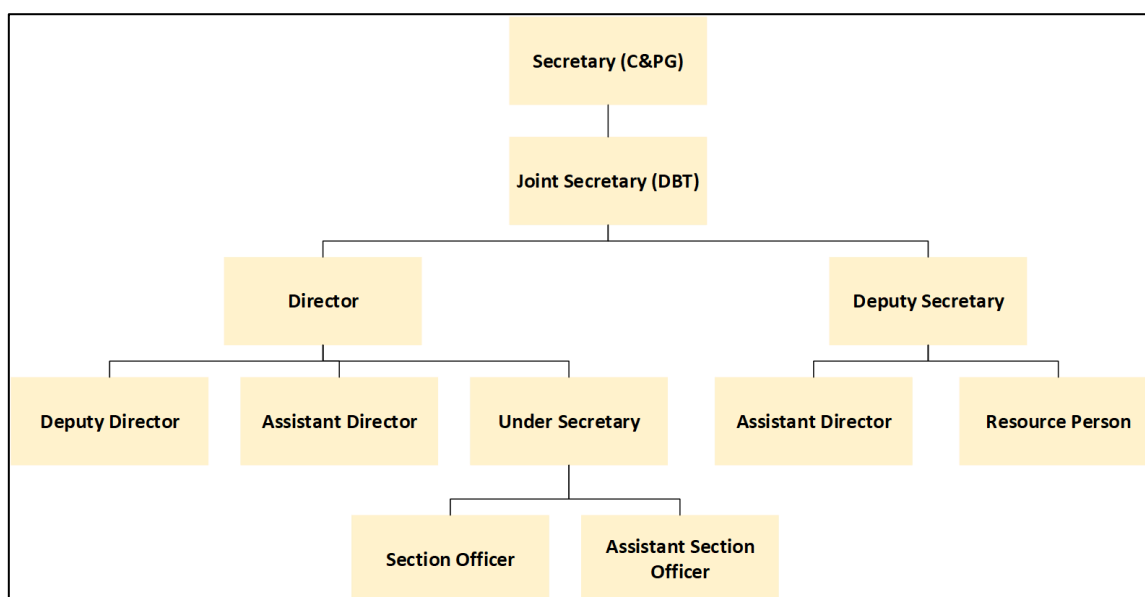 Secretary (C&PG)
Joint Secretary (DBT)
Director
Deputy Secretary
Deputy Director
Assistant Director
Under Secretary
Assistant Director
Resource Person
Section Officer
Assistant Section
Officer